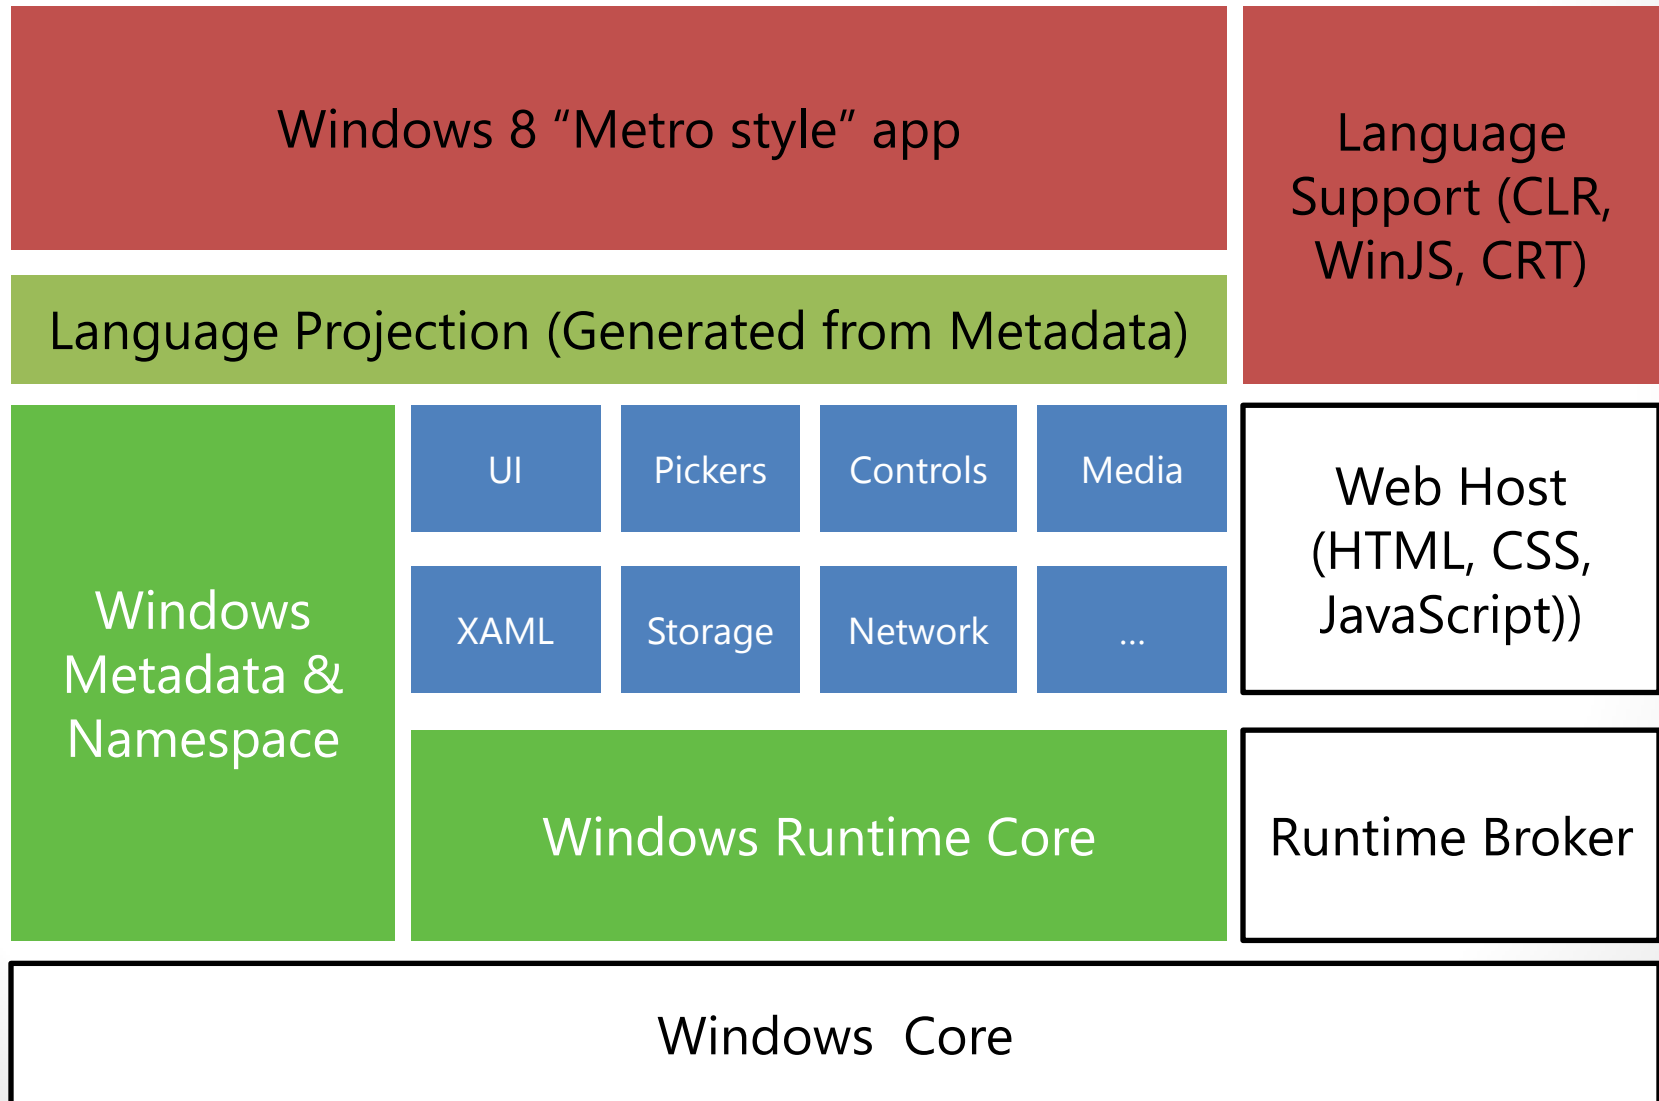 Windows 8 “Metro style” app
Language
Support (CLR,
WinJS, CRT)
Language Projection (Generated from Metadata)
Windows
Metadata &
Namespace
UI
Pickers
Controls
Media
XAML
Storage
Network
...
Web Host
(HTML, CSS,
JavaScript))
Windows Runtime Core
Runtime Broker
Windows  Core